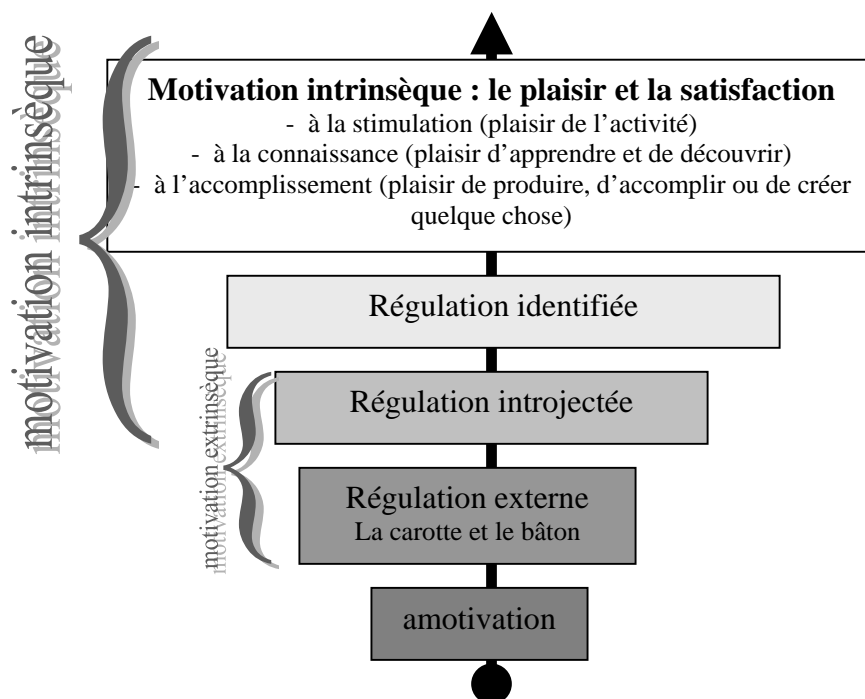 motivation intrinsèque
Motivation intrinsèque : le plaisir et la satisfaction
- à la stimulation (plaisir de l’activité)
- à la connaissance (plaisir d’apprendre et de découvrir)
- à l’accomplissement (plaisir de produire, d’accomplir ou de créer
quelque chose)
Régulation identifiée
motivation extrinsèque
Régulation introjectée
Régulation externe
La carotte et le bâton
amotivation